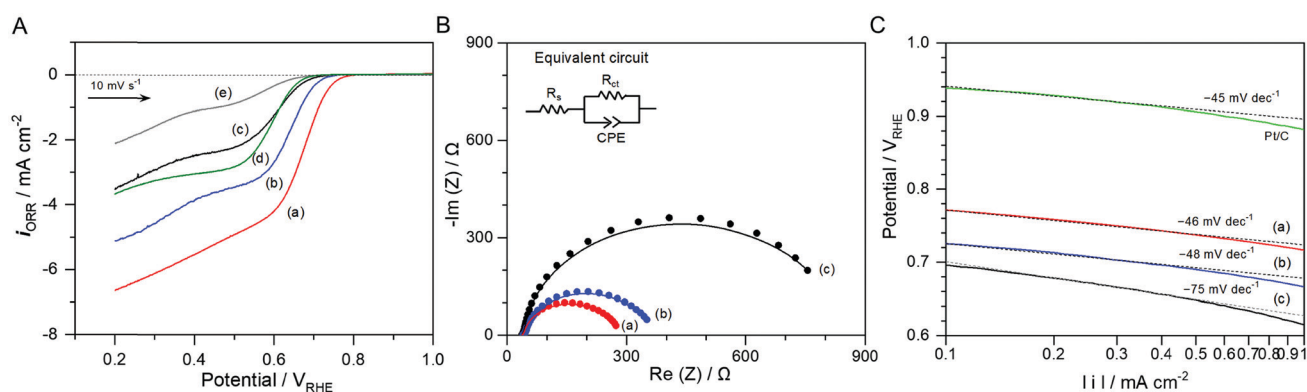 A
0
-2
-4
-6
-8
i_ORR / mA cm⁻²
10 mV s⁻¹
(e)
(c)
(d)
(b)
(a)
0.2
0.4
0.6
0.8
1.0
Potential / V_RHE
B
-900
-600
-300
0
-Im (Z) / Ω
Equivalent circuit
R_s
R_ct
CPE
(c)
(b)
(a)
0
300
600
900
Re (Z) / Ω
C
1.0
0.9
0.8
0.7
0.6
Potential / V_RHE
−45 mV dec⁻¹
Pt/C
−46 mV dec⁻¹
(a)
−48 mV dec⁻¹
(b)
−75 mV dec⁻¹
(c)
0.1
0.2
0.3
0.4
0.5
0.6
0.7
0.8
0.9
1
l i l / mA cm⁻²